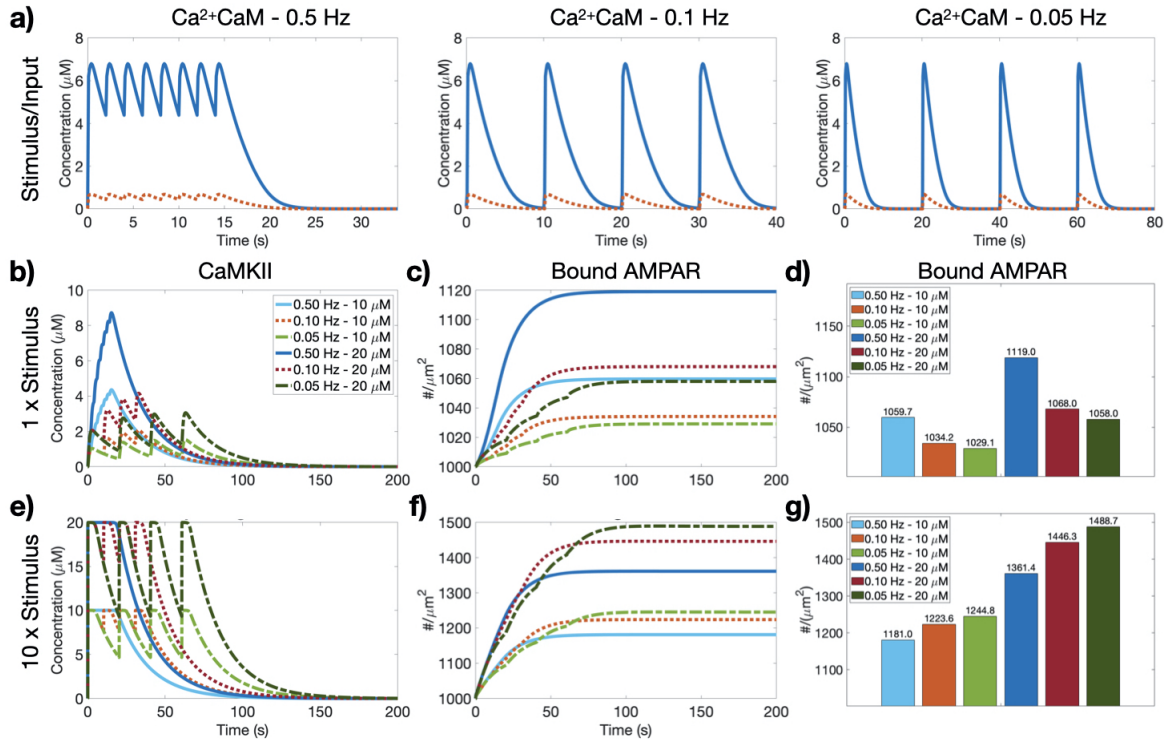 a)
Ca²⁺CaM - 0.5 Hz
Ca²⁺CaM - 0.1 Hz
Ca²⁺CaM - 0.05 Hz
Stimulus/Input
Concentration (μM)
8
6
4
2
0
0 5 10 15 20 25 30
Time (s)
Concentration (μM)
8
6
4
2
0
0 10 20 30 40
Time (s)
Concentration (μM)
8
6
4
2
0
0 20 40 60 80
Time (s)
b)
CaMKII
c)
Bound AMPAR
d)
Bound AMPAR
1 x Stimulus
Concentration (μM)
10
8
6
4
2
0
0 50 100 150 200
0.50 Hz - 10 μM
0.10 Hz - 10 μM
0.05 Hz - 10 μM
0.50 Hz - 20 μM
0.10 Hz - 20 μM
0.05 Hz - 20 μM
#/μm²
1120
1100
1080
1060
1040
1020
1000
0 50 100 150 200
#/(μm²)
1150
1050
0.50 Hz - 10 μM
0.10 Hz - 10 μM
0.05 Hz - 10 μM
0.50 Hz - 20 μM
0.10 Hz - 20 μM
0.05 Hz - 20 μM
1059.7
1034.2
1029.1
1119.0
1068.0
1058.0
e)
f)
g)
10 x Stimulus
Concentration (μM)
20
15
10
5
0
0 50 100 150 200
Time (s)
#/μm²
1500
1400
1300
1200
1100
1000
0 50 100 150 200
Time (s)
#/(μm²)
1500
1400
1300
1200
1100
0.50 Hz - 10 μM
0.10 Hz - 10 μM
0.05 Hz - 10 μM
0.50 Hz - 20 μM
0.10 Hz - 20 μM
0.05 Hz - 20 μM
1181.0
1223.6
1244.8
1361.4
1446.3
1488.7